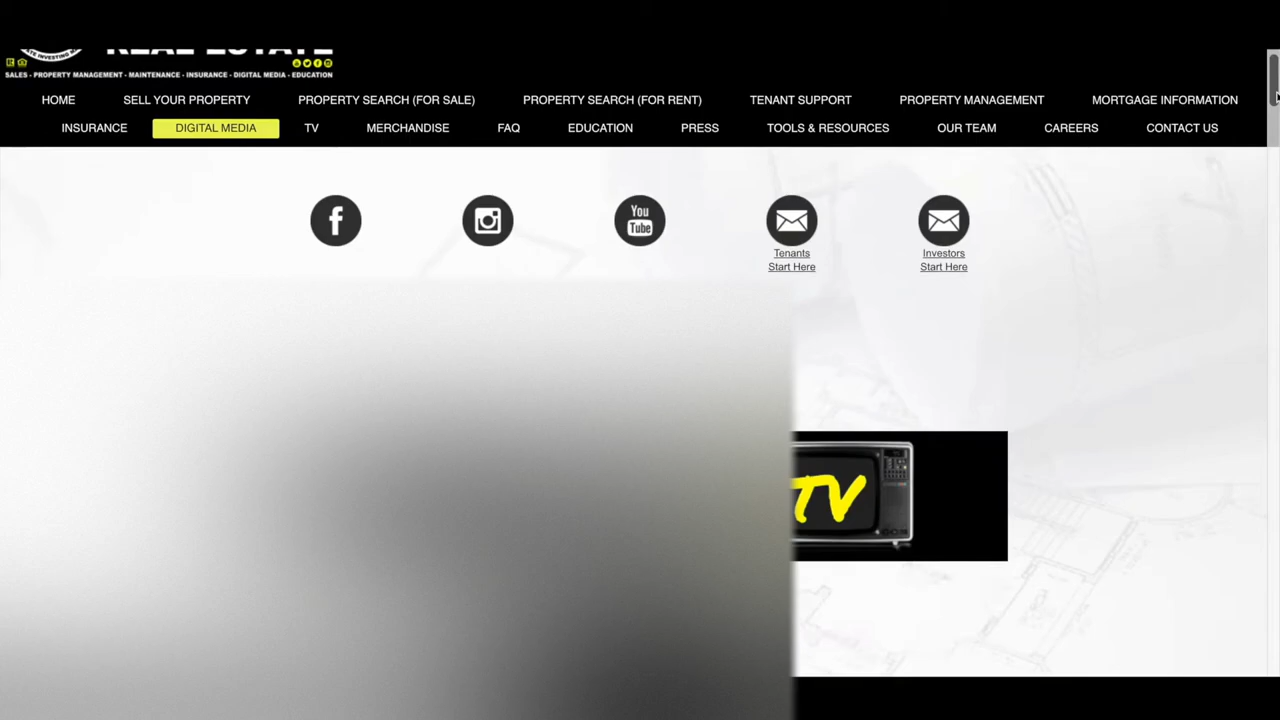 REAL ESTATE
SALES - PROPERTY MANAGEMENT - MAINTENANCE - INSURANCE - DIGITAL MEDIA - EDUCATION
HOME SELL YOUR PROPERTY PROPERTY SEARCH (FOR SALE) PROPERTY SEARCH (FOR RENT) TENANT SUPPORT PROPERTY MANAGEMENT MORTGAGE INFORMATION
INSURANCE DIGITAL MEDIA TV MERCHANDISE FAQ EDUCATION PRESS TOOLS & RESOURCES OUR TEAM CAREERS CONTACT US
f
You
Tube
Tenants
Start Here
Investors
Start Here
TV